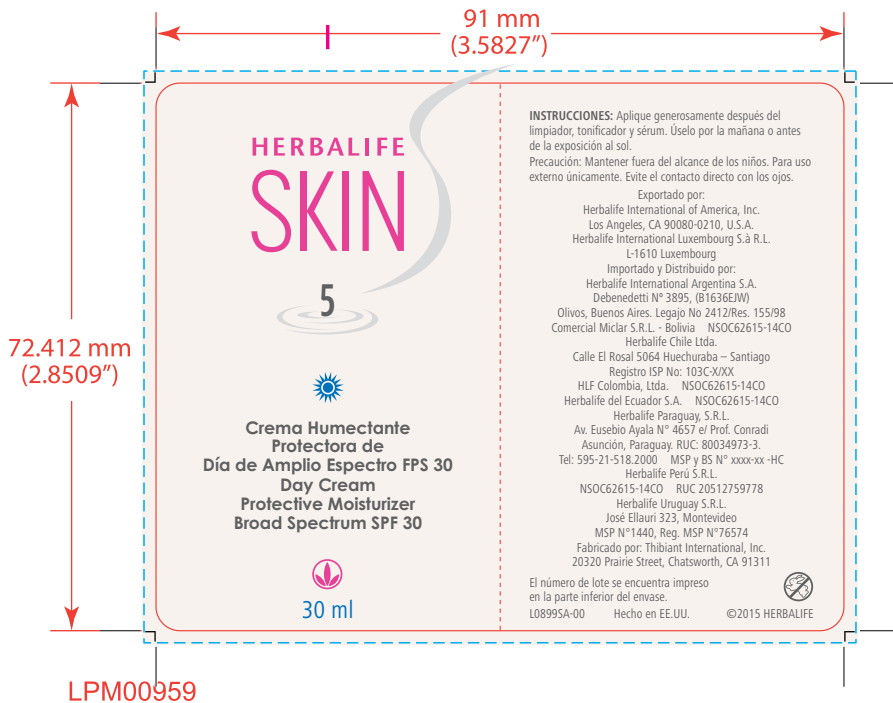 91 mm
(3.5827”)
72.412 mm
(2.8509”)
HERBALIFE
SKIN
5
Crema Humectante
Protectora de
Día de Amplio Espectro FPS 30
Day Cream
Protective Moisturizer
Broad Spectrum SPF 30
30 ml
INSTRUCCIONES: Aplique generosamente después del
limpiador, tonificador y sérum. Úselo por la mañana o antes
de la exposición al sol.
Precaución: Mantener fuera del alcance de los niños. Para uso
externo únicamente. Evite el contacto directo con los ojos.
Exportado por:
Herbalife International of America, Inc.
Los Angeles, CA 90080-0210, U.S.A.
Herbalife International Luxembourg S.à R.L.
L-1610 Luxembourg
Importado y Distribuido por:
Herbalife International Argentina S.A.
Debenedetti N° 3895, (B1636EJW)
Olivos, Buenos Aires. Legajo No 2412/Res. 155/98
Comercial Miclar S.R.L. - Bolivia NSOC62615-14CO
Herbalife Chile Ltda.
Calle El Rosal 5064 Huechuraba – Santiago
Registro ISP No: 103C-X/XX
HLF Colombia, Ltda. NSOC62615-14CO
Herbalife del Ecuador S.A. NSOC62615-14CO
Herbalife Paraguay, S.R.L.
Av. Eusebio Ayala N° 4657 e/ Prof. Conradi
Asunción, Paraguay. RUC: 80034973-3.
Tel: 595-21-518.2000 MSP y BS N° xxxx-xx -HC
Herbalife Perú S.R.L.
NSOC62615-14CO RUC 20512759778
Herbalife Uruguay S.R.L.
José Ellauri 323, Montevideo
MSP N°1440, Reg. MSP N°76574
Fabricado por: Thibiant International, Inc.
20320 Prairie Street, Chatsworth, CA 91311
El número de lote se encuentra impreso
en la parte inferior del envase.
L0899SA-00 Hecho en EE.UU. ©2015 HERBALIFE
LPM00959